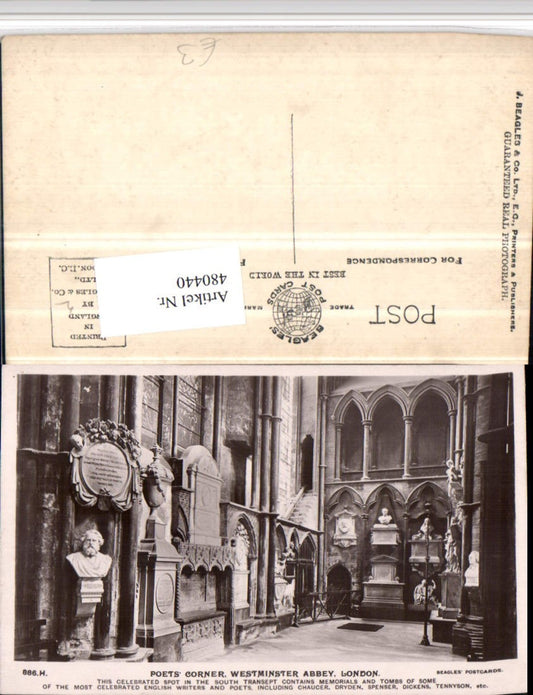 £3
J. BEAGLES & CO. LTD., E.C., PRINTERS & PUBLISHERS.
GUARANTEED REAL PHOTOGRAPH.
POST
TRADE MARK
BEAGLES'
POST CARDS
BEST IN THE WORLD
FOR CORRESPONDENCE
PRINTED
IN
BY
Artikel Nr.
480440
886.H.
POETS' CORNER, WESTMINSTER ABBEY. LONDON.
BEAGLES' POSTCARDS.
THIS CELEBRATED SPOT IN THE SOUTH TRANSEPT CONTAINS MEMORIALS AND TOMBS OF SOME
OF THE MOST CELEBRATED ENGLISH WRITERS AND POETS, INCLUDING CHAUCER, DRYDEN, SPENSER, DICKENS, TENNYSON, ETC.